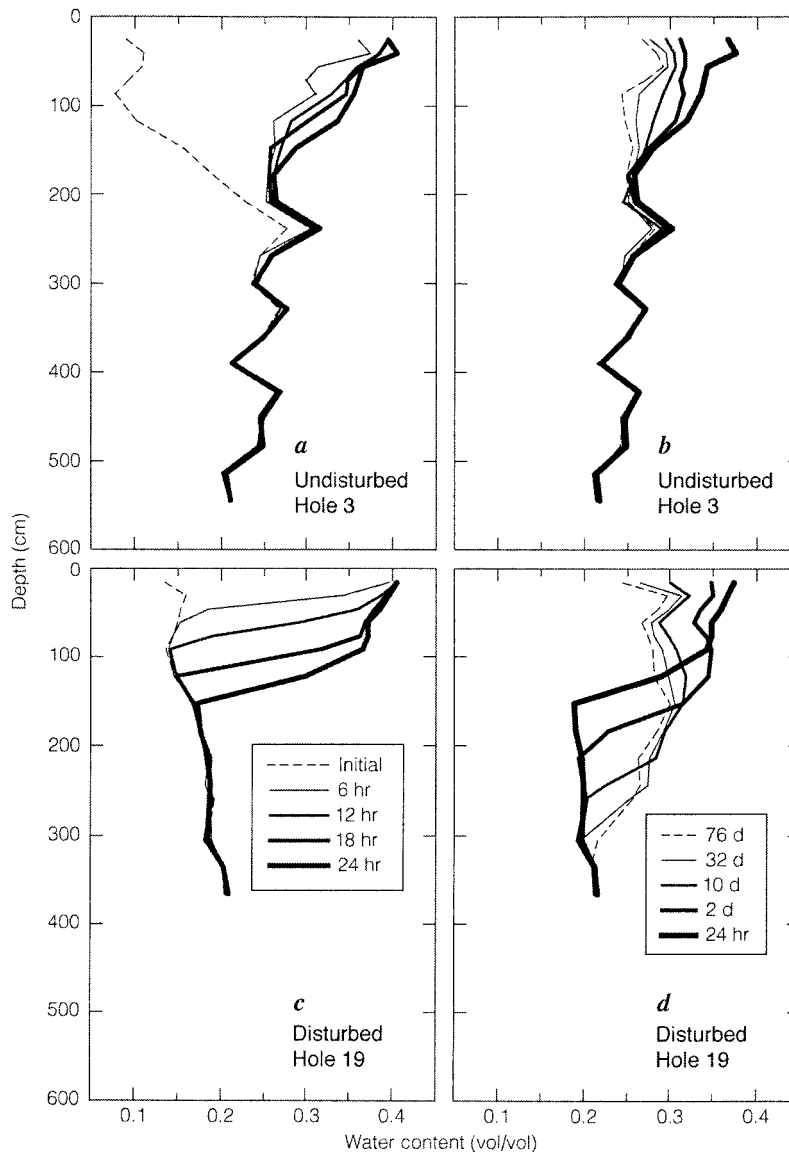 0
100
200
300
400
500
600
a
Undisturbed
Hole 3
b
Undisturbed
Hole 3
Depth (cm)
0
100
200
300
400
500
600
Initial
6 hr
12 hr
18 hr
24 hr
c
Disturbed
Hole 19
76 d
32 d
10 d
2 d
24 hr
d
Disturbed
Hole 19
0.1 0.2 0.3 0.4 0.2 0.3 0.4
Water content (vol/vol)